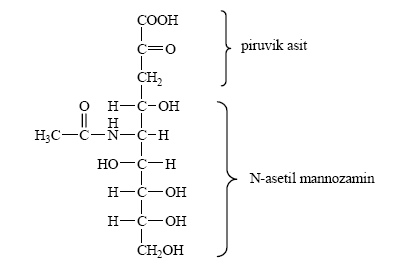 COOH
C=O piruvik asit
CH2
O H—C—OH
H
H3C—C—N—C—H
HO—C—H N-asetil mannozamin
H—C—OH
H—C—OH
CH2OH